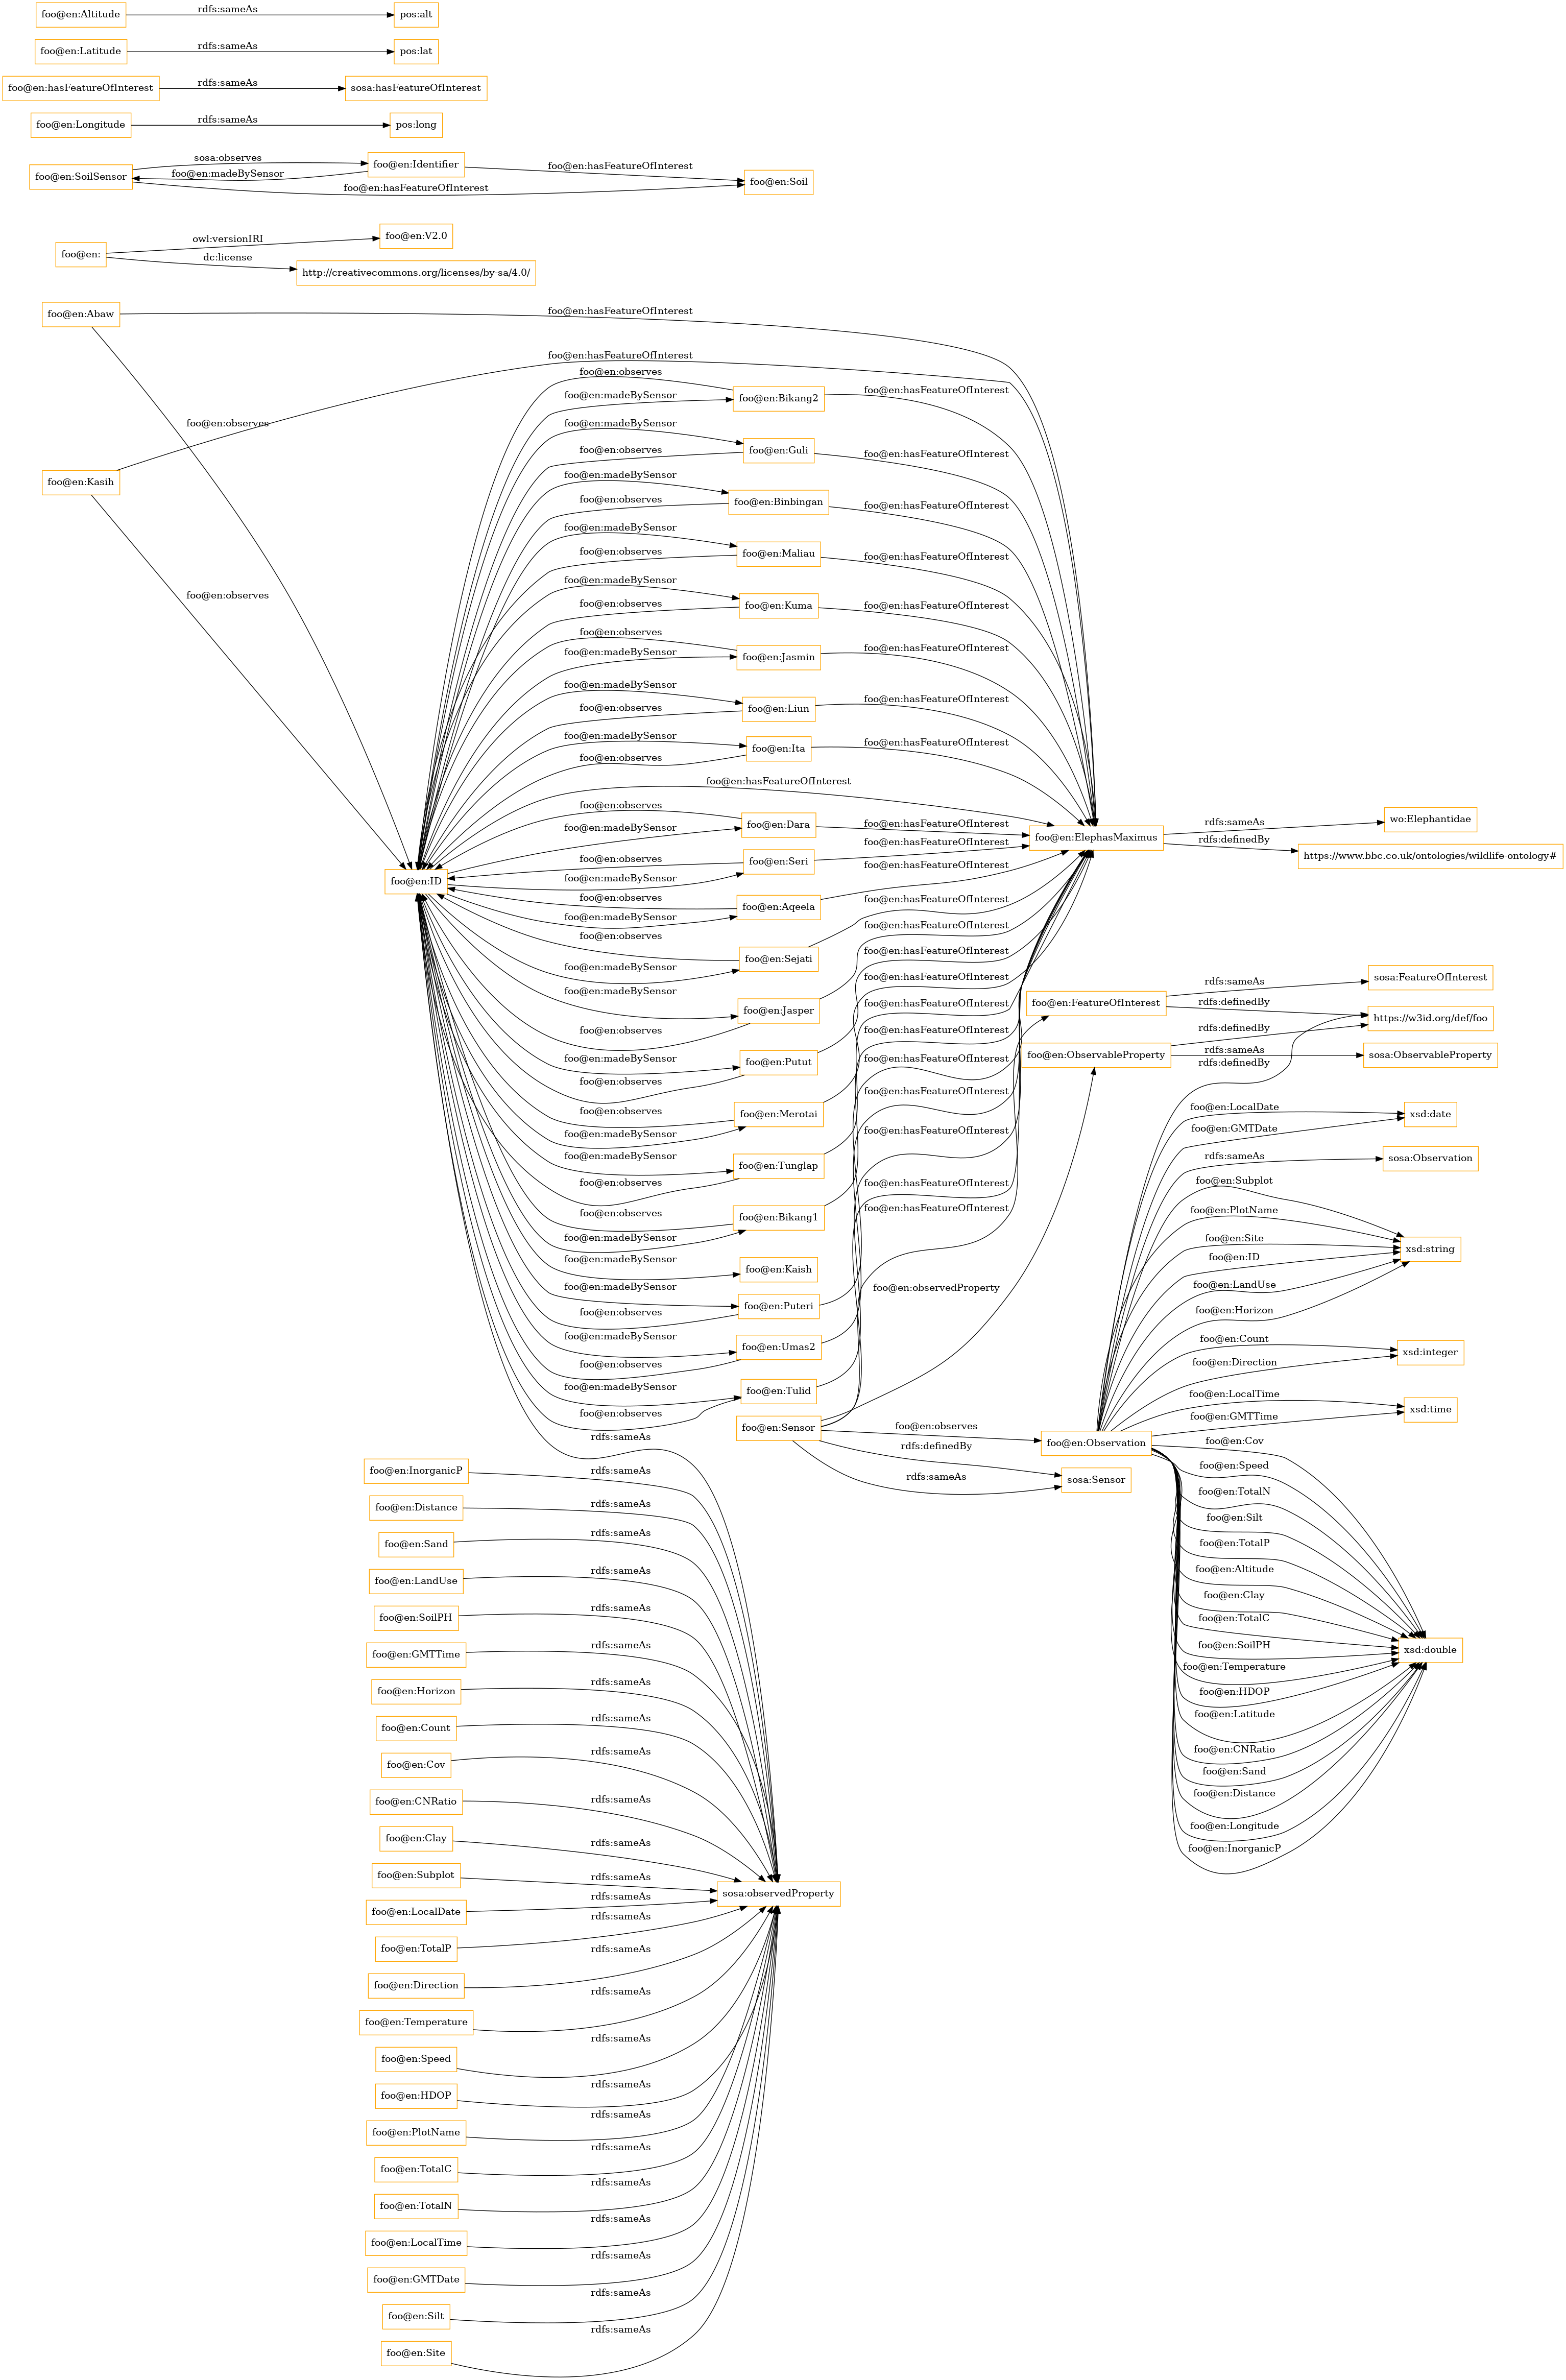 foo@en:Altitude
rdfs:sameAs
pos:alt
foo@en:Latitude
rdfs:sameAs
pos:lat
foo@en:hasFeatureOfInterest
rdfs:sameAs
sosa:hasFeatureOfInterest
foo@en:Longitude
rdfs:sameAs
pos:long
foo@en:SoilSensor
sosa:observes
foo@en:madeBySensor
foo@en:Identifier
foo@en:hasFeatureOfInterest
foo@en:hasFeatureOfInterest
foo@en:Soil
foo@en:
owl:versionIRI
foo@en:V2.0
dc:license
http://creativecommons.org/licenses/by-sa/4.0/
foo@en:Abaw
foo@en:hasFeatureOfInterest
foo@en:observes
foo@en:Kasih
foo@en:hasFeatureOfInterest
foo@en:observes
foo@en:ID
foo@en:observes
foo@en:madeBySensor
foo@en:Bikang2
foo@en:hasFeatureOfInterest
foo@en:madeBySensor
foo@en:observes
foo@en:Guli
foo@en:hasFeatureOfInterest
foo@en:madeBySensor
foo@en:observes
foo@en:Binbingan
foo@en:hasFeatureOfInterest
foo@en:madeBySensor
foo@en:observes
foo@en:Maliau
foo@en:hasFeatureOfInterest
foo@en:madeBySensor
foo@en:observes
foo@en:Kuma
foo@en:hasFeatureOfInterest
foo@en:observes
foo@en:madeBySensor
foo@en:Jasmin
foo@en:hasFeatureOfInterest
foo@en:madeBySensor
foo@en:observes
foo@en:Liun
foo@en:hasFeatureOfInterest
foo@en:madeBySensor
foo@en:observes
foo@en:Ita
foo@en:hasFeatureOfInterest
foo@en:hasFeatureOfInterest
foo@en:observes
foo@en:madeBySensor
foo@en:Dara
foo@en:hasFeatureOfInterest
foo@en:observes
foo@en:madeBySensor
foo@en:Seri
foo@en:hasFeatureOfInterest
foo@en:observes
foo@en:madeBySensor
foo@en:Aqeela
foo@en:hasFeatureOfInterest
foo@en:observes
foo@en:madeBySensor
foo@en:Sejati
foo@en:hasFeatureOfInterest
foo@en:madeBySensor
foo@en:observes
foo@en:Jasper
foo@en:hasFeatureOfInterest
foo@en:madeBySensor
foo@en:observes
foo@en:Putut
foo@en:hasFeatureOfInterest
foo@en:observes
foo@en:madeBySensor
foo@en:Merotai
foo@en:hasFeatureOfInterest
foo@en:madeBySensor
foo@en:observes
foo@en:Tunglap
foo@en:hasFeatureOfInterest
foo@en:observes
foo@en:madeBySensor
foo@en:Bikang1
foo@en:hasFeatureOfInterest
foo@en:madeBySensor
foo@en:Kaish
foo@en:madeBySensor
foo@en:observes
foo@en:Puteri
foo@en:hasFeatureOfInterest
foo@en:madeBySensor
foo@en:observes
foo@en:Umas2
foo@en:hasFeatureOfInterest
foo@en:madeBySensor
foo@en:observes
foo@en:Tulid
foo@en:hasFeatureOfInterest
foo@en:hasFeatureOfInterest
foo@en:ElephasMaximus
rdfs:sameAs
wo:Elephantidae
rdfs:definedBy
https://www.bbc.co.uk/ontologies/wildlife-ontology#
foo@en:FeatureOfInterest
rdfs:sameAs
sosa:FeatureOfInterest
rdfs:definedBy
https://w3id.org/def/foo
foo@en:ObservableProperty
rdfs:definedBy
rdfs:sameAs
sosa:ObservableProperty
rdfs:definedBy
foo@en:Sensor
foo@en:observedProperty
foo@en:observes
rdfs:definedBy
rdfs:sameAs
sosa:Sensor
foo@en:Observation
foo@en:LocalDate
foo@en:GMTDate
xsd:date
rdfs:sameAs
sosa:Observation
foo@en:Subplot
foo@en:PlotName
foo@en:Site
foo@en:ID
foo@en:LandUse
foo@en:Horizon
xsd:string
foo@en:Count
foo@en:Direction
xsd:integer
foo@en:LocalTime
foo@en:GMTTime
xsd:time
foo@en:Cov
foo@en:Speed
foo@en:TotalN
foo@en:Silt
foo@en:TotalP
foo@en:Altitude
foo@en:Clay
foo@en:TotalC
foo@en:SoilPH
foo@en:Temperature
foo@en:HDOP
foo@en:Latitude
foo@en:CNRatio
foo@en:Sand
foo@en:Distance
foo@en:Longitude
foo@en:InorganicP
xsd:double
rdfs:sameAs
foo@en:InorganicP
rdfs:sameAs
foo@en:Distance
rdfs:sameAs
foo@en:Sand
rdfs:sameAs
foo@en:LandUse
rdfs:sameAs
foo@en:SoilPH
rdfs:sameAs
foo@en:GMTTime
rdfs:sameAs
foo@en:Horizon
rdfs:sameAs
foo@en:Count
rdfs:sameAs
foo@en:Cov
rdfs:sameAs
foo@en:CNRatio
rdfs:sameAs
foo@en:Clay
rdfs:sameAs
foo@en:Subplot
rdfs:sameAs
sosa:observedProperty
foo@en:LocalDate
rdfs:sameAs
foo@en:TotalP
rdfs:sameAs
foo@en:Direction
rdfs:sameAs
foo@en:Temperature
rdfs:sameAs
foo@en:Speed
rdfs:sameAs
foo@en:HDOP
rdfs:sameAs
foo@en:PlotName
rdfs:sameAs
foo@en:TotalC
rdfs:sameAs
foo@en:TotalN
rdfs:sameAs
foo@en:LocalTime
rdfs:sameAs
foo@en:GMTDate
rdfs:sameAs
foo@en:Silt
rdfs:sameAs
foo@en:Site
rdfs:sameAs